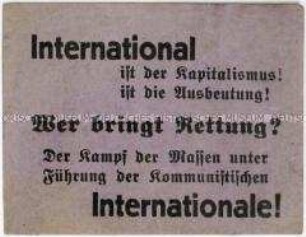 International
ist der Kapitalismus!
ist die Ausbeutung!
Wer bringt Rettung?
Der Kampf der Massen unter
Führung der Kommunistischen
Internationale!